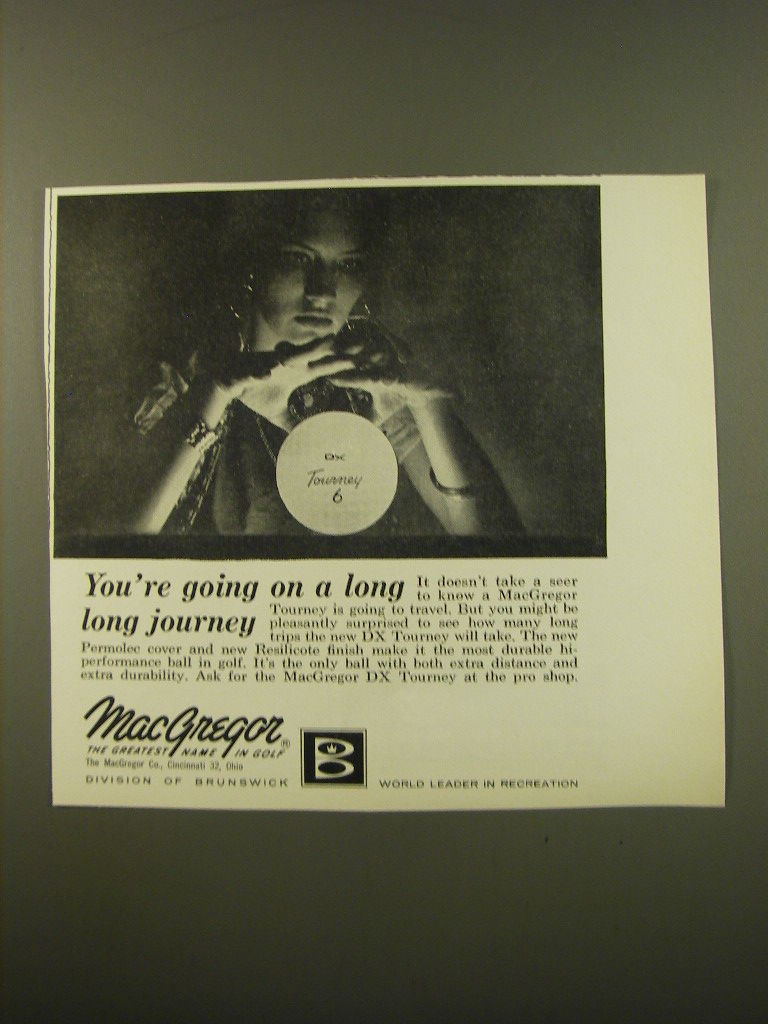 DX
Tourney
6
You're going on a long
long journey
It doesn't take a seer
to know a MacGregor
Tourney is going to travel. But you might be
pleasantly surprised to see how many long
trips the new DX Tourney will take. The new
Permolec cover and new Resilicote finish make it the most durable hi-
performance ball in golf. It's the only ball with both extra distance and
extra durability. Ask for the MacGregor DX Tourney at the pro shop.
MacGregor®
THE GREATEST NAME IN GOLF
The MacGregor Co., Cincinnati 32, Ohio
DIVISION OF BRUNSWICK
B
WORLD LEADER IN RECREATION